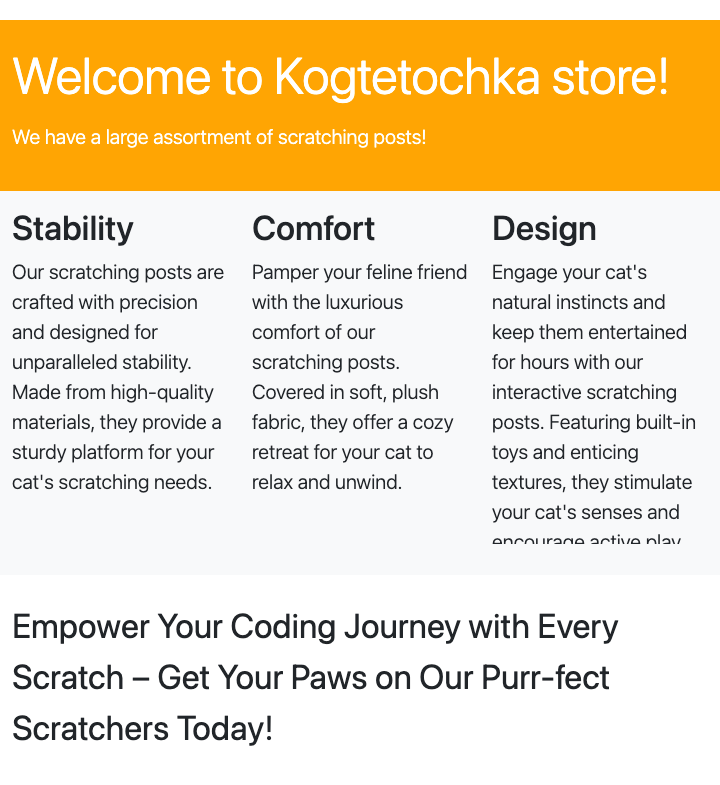 Welcome to Kogtetochka store!
We have a large assortment of scratching posts!
Stability
Our scratching posts are
crafted with precision
and designed for
unparalleled stability.
Made from high-quality
materials, they provide a
sturdy platform for your
cat's scratching needs.
Comfort
Pamper your feline friend
with the luxurious
comfort of our
scratching posts.
Covered in soft, plush
fabric, they offer a cozy
retreat for your cat to
relax and unwind.
Design
Engage your cat's
natural instincts and
keep them entertained
for hours with our
interactive scratching
posts. Featuring built-in
toys and enticing
textures, they stimulate
your cat's senses and
encourage active play
Empower Your Coding Journey with Every
Scratch – Get Your Paws on Our Purr-fect
Scratchers Today!